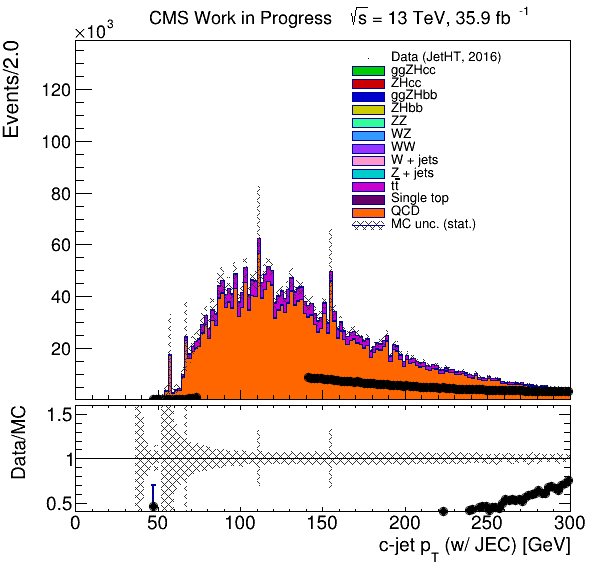 CMS Work in Progress √s = 13 TeV, 35.9 fb⁻¹
×10³
Events/2.0
120
100
80
60
40
20
Data (JetHT, 2016)
ggZHcc
ZHcc
ggZHbb
ZHbb
ZZ
WZ
WW
W + jets
Z + jets
tt̄
Single top
QCD
MC unc. (stat.)
Data/MC
1.5
1
0.5
0 50 100 150 200 250 300
c-jet p_T (w/ JEC) [GeV]